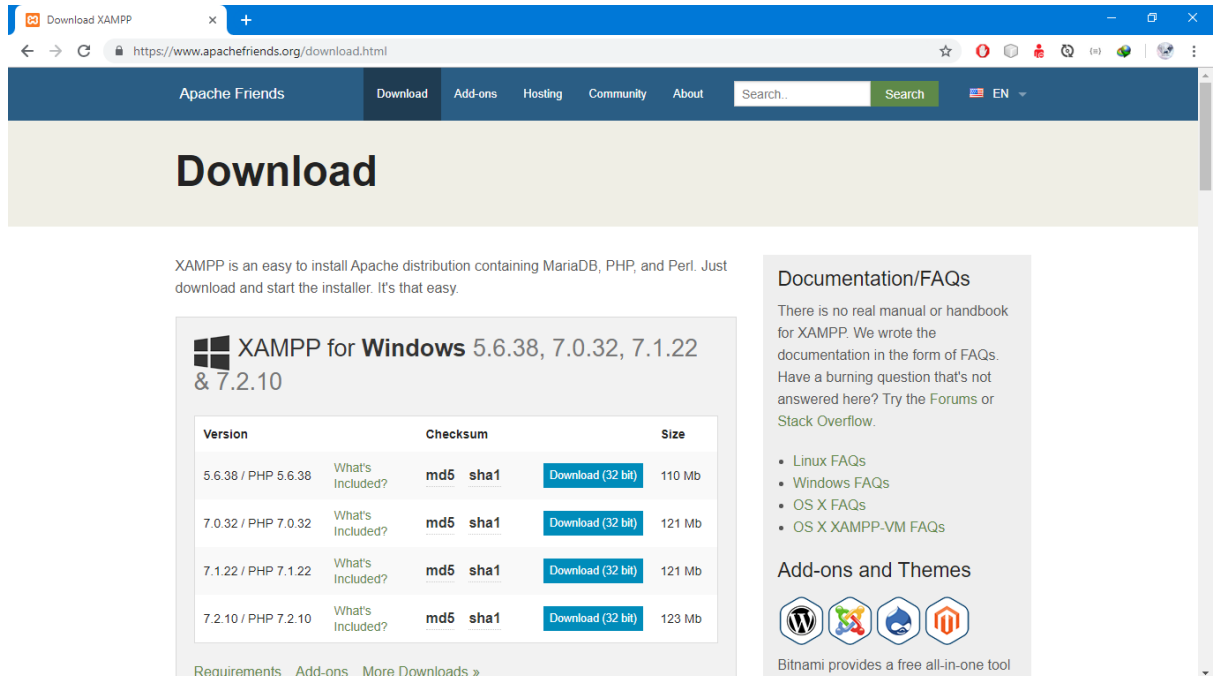 Download XAMPP
https://www.apachefriends.org/download.html
Apache Friends Download Add-ons Hosting Community About Search.. Search EN
Download
XAMPP is an easy to install Apache distribution containing MariaDB, PHP, and Perl. Just
download and start the installer. It's that easy.
XAMPP for Windows 5.6.38, 7.0.32, 7.1.22
& 7.2.10
Version Checksum Size
5.6.38 / PHP 5.6.38 What's Included? md5 sha1 Download (32 bit) 110 Mb
7.0.32 / PHP 7.0.32 What's Included? md5 sha1 Download (32 bit) 121 Mb
7.1.22 / PHP 7.1.22 What's Included? md5 sha1 Download (32 bit) 121 Mb
7.2.10 / PHP 7.2.10 What's Included? md5 sha1 Download (32 bit) 123 Mb
Requirements Add-ons More Downloads »
Documentation/FAQs
There is no real manual or handbook
for XAMPP. We wrote the
documentation in the form of FAQs.
Have a burning question that's not
answered here? Try the Forums or
Stack Overflow.
• Linux FAQs
• Windows FAQs
• OS X FAQs
• OS X XAMPP-VM FAQs
Add-ons and Themes
Bitnami provides a free all-in-one tool